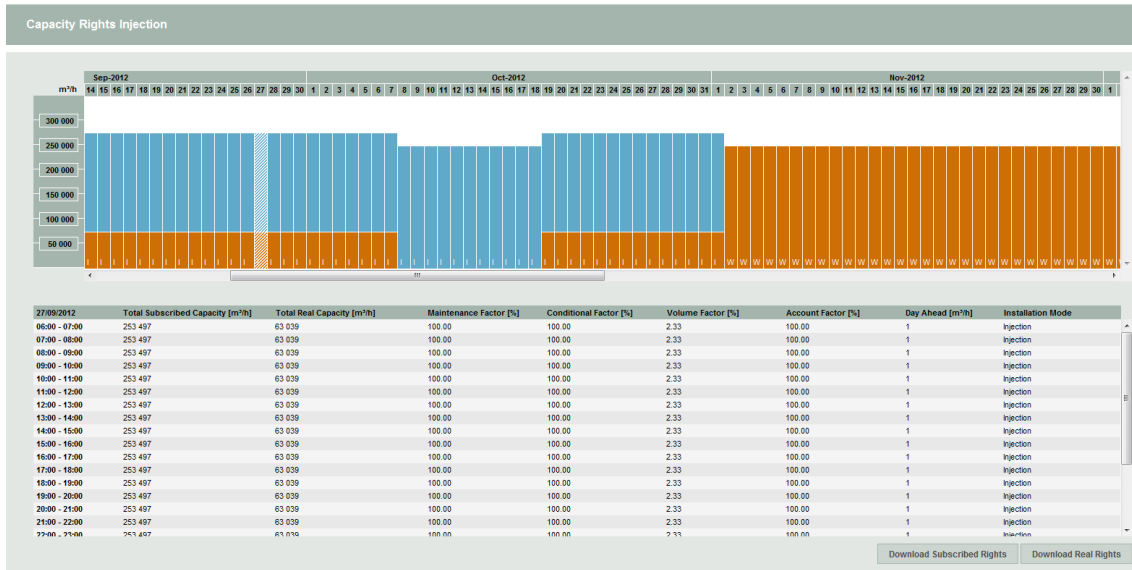 Capacity Rights Injection
Sep-2012 Oct-2012 Nov-2012
m³/h 14 15 16 17 18 19 20 21 22 23 24 25 26 27 28 29 30 1 2 3 4 5 6 7 8 9 10 11 12 13 14 15 16 17 18 19 20 21 22 23 24 25 26 27 28 29 30 31 1 2 3 4 5 6 7 8 9 10 11 12 13 14 15 16 17 18 19 20 21 22 23 24 25 26 27 28 29 30 1
300 000
250 000
200 000
150 000
100 000
50 000
I I I I I I I I I I I I I I I I I I I I I I I I I I I I I I I I I I I I I I I I I I I I I I I I W W W W W W W W W W W W W W W W W W W W W W W W W W W W W W W
27/09/2012 Total Subscribed Capacity [m³/h] Total Real Capacity [m³/h] Maintenance Factor [%] Conditional Factor [%] Volume Factor [%] Account Factor [%] Day Ahead [m³/h] Installation Mode
06:00 - 07:00 253 497 63 039 100.00 100.00 2.33 100.00 1 Injection
07:00 - 08:00 253 497 63 039 100.00 100.00 2.33 100.00 1 Injection
08:00 - 09:00 253 497 63 039 100.00 100.00 2.33 100.00 1 Injection
09:00 - 10:00 253 497 63 039 100.00 100.00 2.33 100.00 1 Injection
10:00 - 11:00 253 497 63 039 100.00 100.00 2.33 100.00 1 Injection
11:00 - 12:00 253 497 63 039 100.00 100.00 2.33 100.00 1 Injection
12:00 - 13:00 253 497 63 039 100.00 100.00 2.33 100.00 1 Injection
13:00 - 14:00 253 497 63 039 100.00 100.00 2.33 100.00 1 Injection
14:00 - 15:00 253 497 63 039 100.00 100.00 2.33 100.00 1 Injection
15:00 - 16:00 253 497 63 039 100.00 100.00 2.33 100.00 1 Injection
16:00 - 17:00 253 497 63 039 100.00 100.00 2.33 100.00 1 Injection
17:00 - 18:00 253 497 63 039 100.00 100.00 2.33 100.00 1 Injection
18:00 - 19:00 253 497 63 039 100.00 100.00 2.33 100.00 1 Injection
19:00 - 20:00 253 497 63 039 100.00 100.00 2.33 100.00 1 Injection
20:00 - 21:00 253 497 63 039 100.00 100.00 2.33 100.00 1 Injection
21:00 - 22:00 253 497 63 039 100.00 100.00 2.33 100.00 1 Injection
22:00 - 23:00 253 497 63 039 100.00 100.00 2.33 100.00 1 Injection
Download Subscribed Rights Download Real Rights